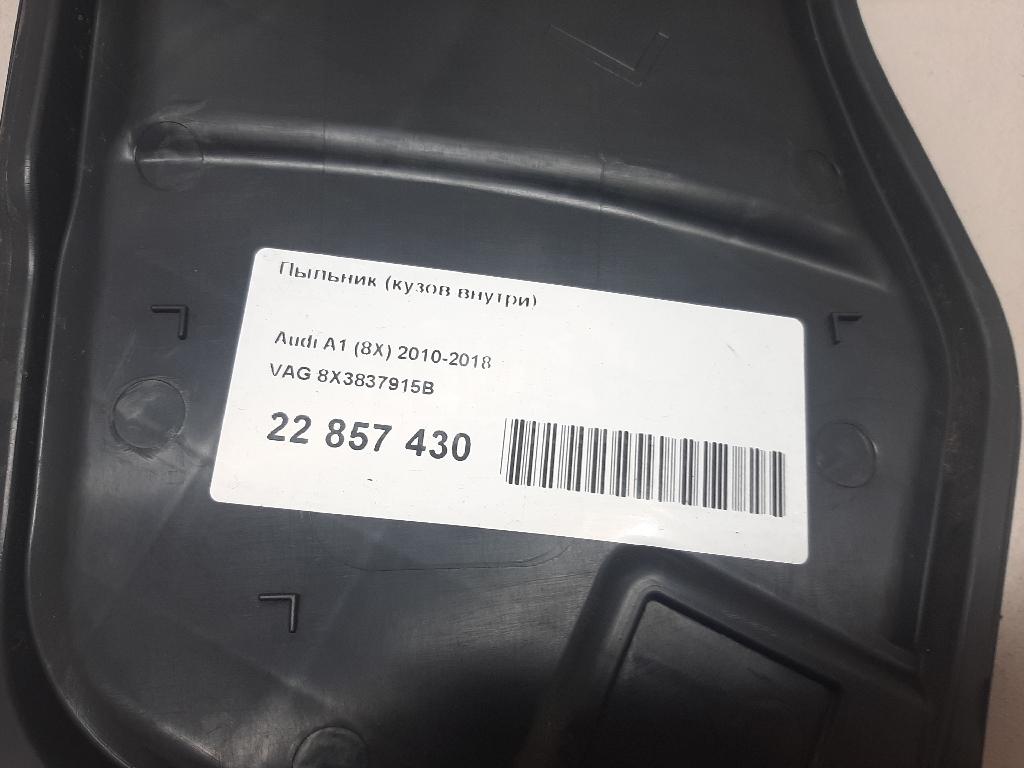 Пыльник (кузов внутри)
Audi A1 (8X) 2010-2018
VAG 8X3837915B
22 857 430